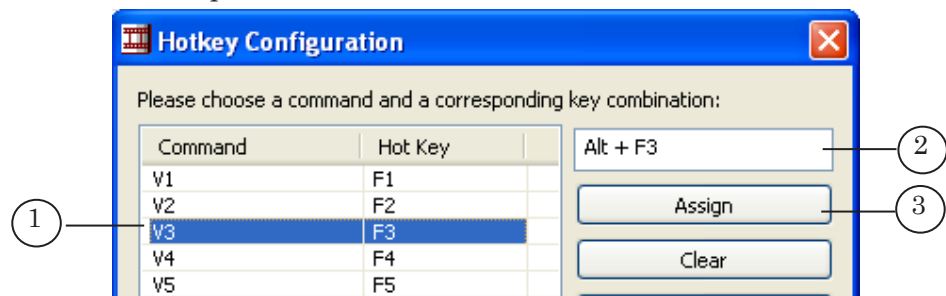 Hotkey Configuration
Please choose a command and a corresponding key combination:
Command Hot Key
Alt + F3
2
V1 F1
V2 F2
Assign
3
1
V3 F3
V4 F4
Clear
V5 F5